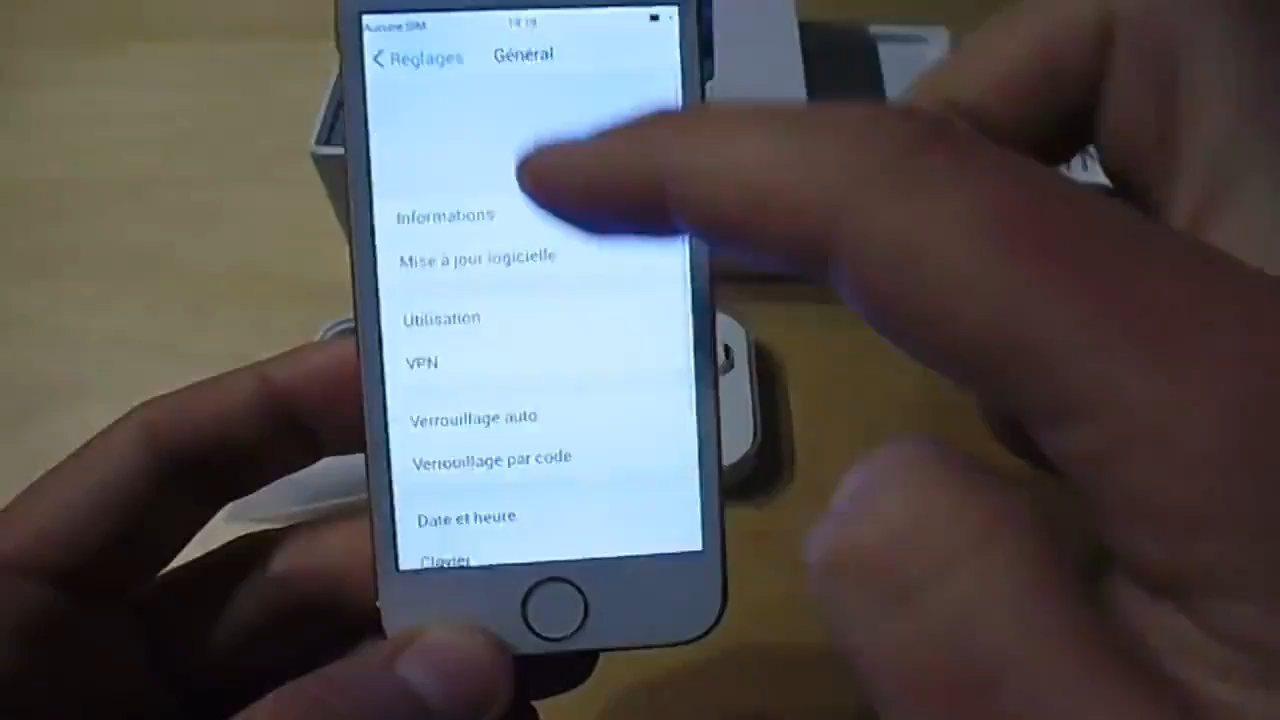 Aucune SIM
Réglages
Général
Informations
Mise à jour logicielle
Utilisation
VPN
Verrouillage auto
Verrouillage par code
Date et heure
Clavier